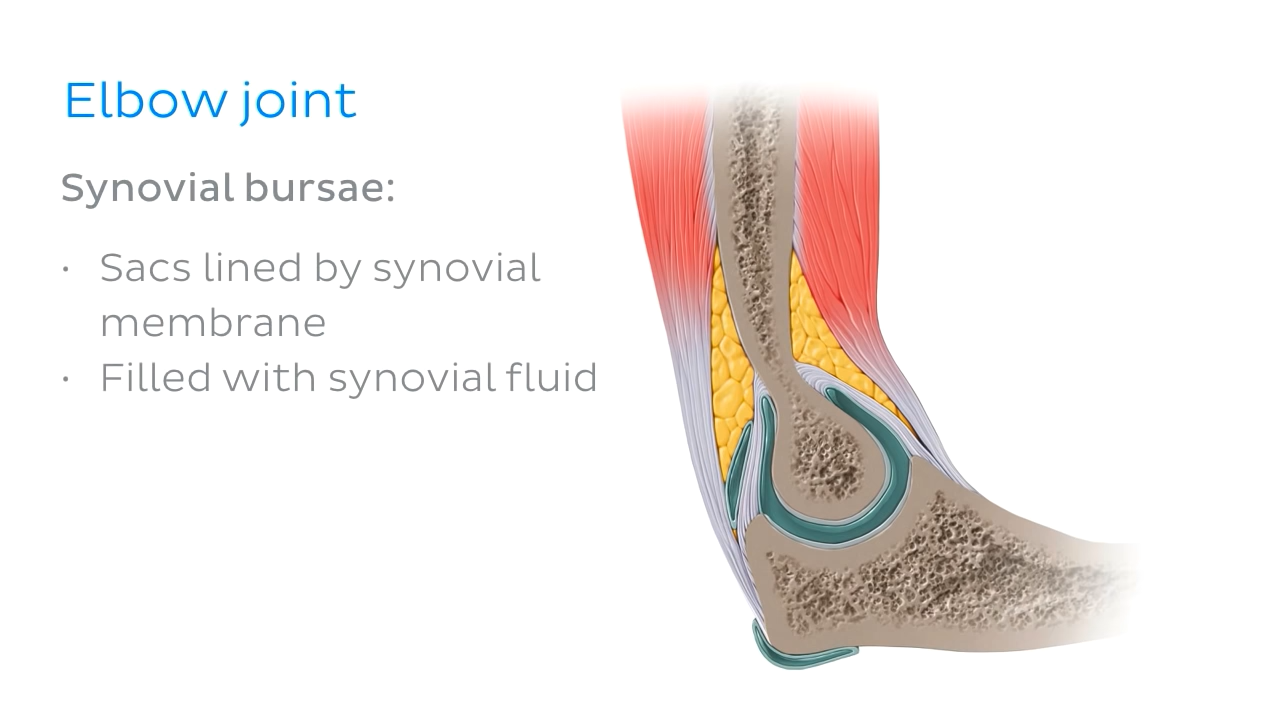 Elbow joint
Synovial bursae:
• Sacs lined by synovial
membrane
• Filled with synovial fluid